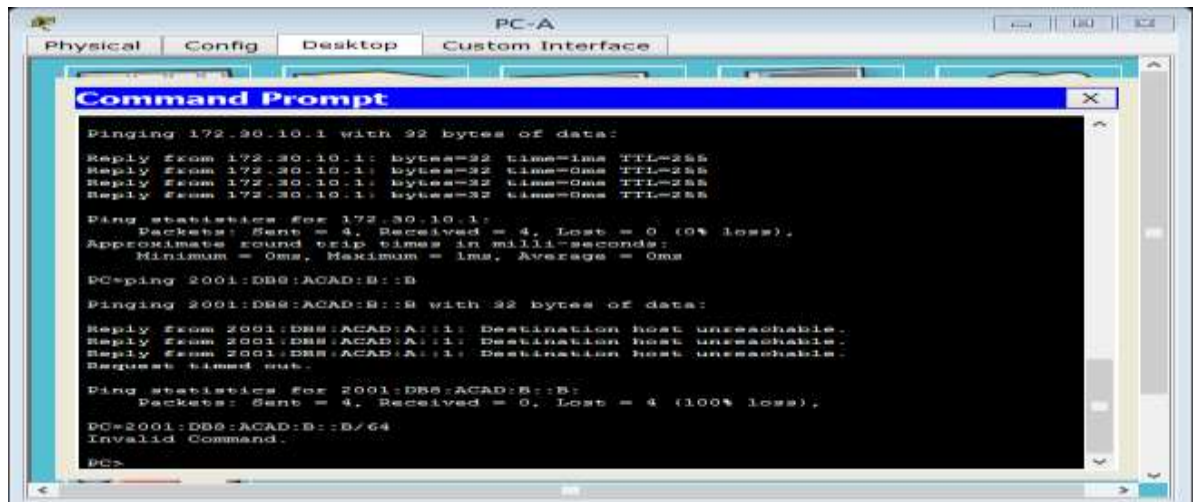 PC-A
Physical Config Desktop Custom Interface
Command Prompt
Pinging 172.30.10.1 with 32 bytes of data:
Reply from 172.30.10.1: bytes=32 time=1ms TTL=255
Reply from 172.30.10.1: bytes=32 time=0ms TTL=255
Reply from 172.30.10.1: bytes=32 time=0ms TTL=255
Reply from 172.30.10.1: bytes=32 time=0ms TTL=255
Ping statistics for 172.30.10.1:
Packets: Sent = 4, Received = 4, Lost = 0 (0% loss),
Approximate round trip times in milli-seconds:
Minimum = 0ms, Maximum = 1ms, Average = 0ms
PC>ping 2001:DB8:ACAD:B::B
Pinging 2001:DB8:ACAD:B::B with 32 bytes of data:
Reply from 2001:DB8:ACAD:A::1: Destination host unreachable.
Reply from 2001:DB8:ACAD:A::1: Destination host unreachable.
Reply from 2001:DB8:ACAD:A::1: Destination host unreachable.
Request timed out.
Ping statistics for 2001:DB8:ACAD:B::B:
Packets: Sent = 4, Received = 0, Lost = 4 (100% loss),
PC>2001:DB8:ACAD:B::B/64
Invalid Command.
PC>